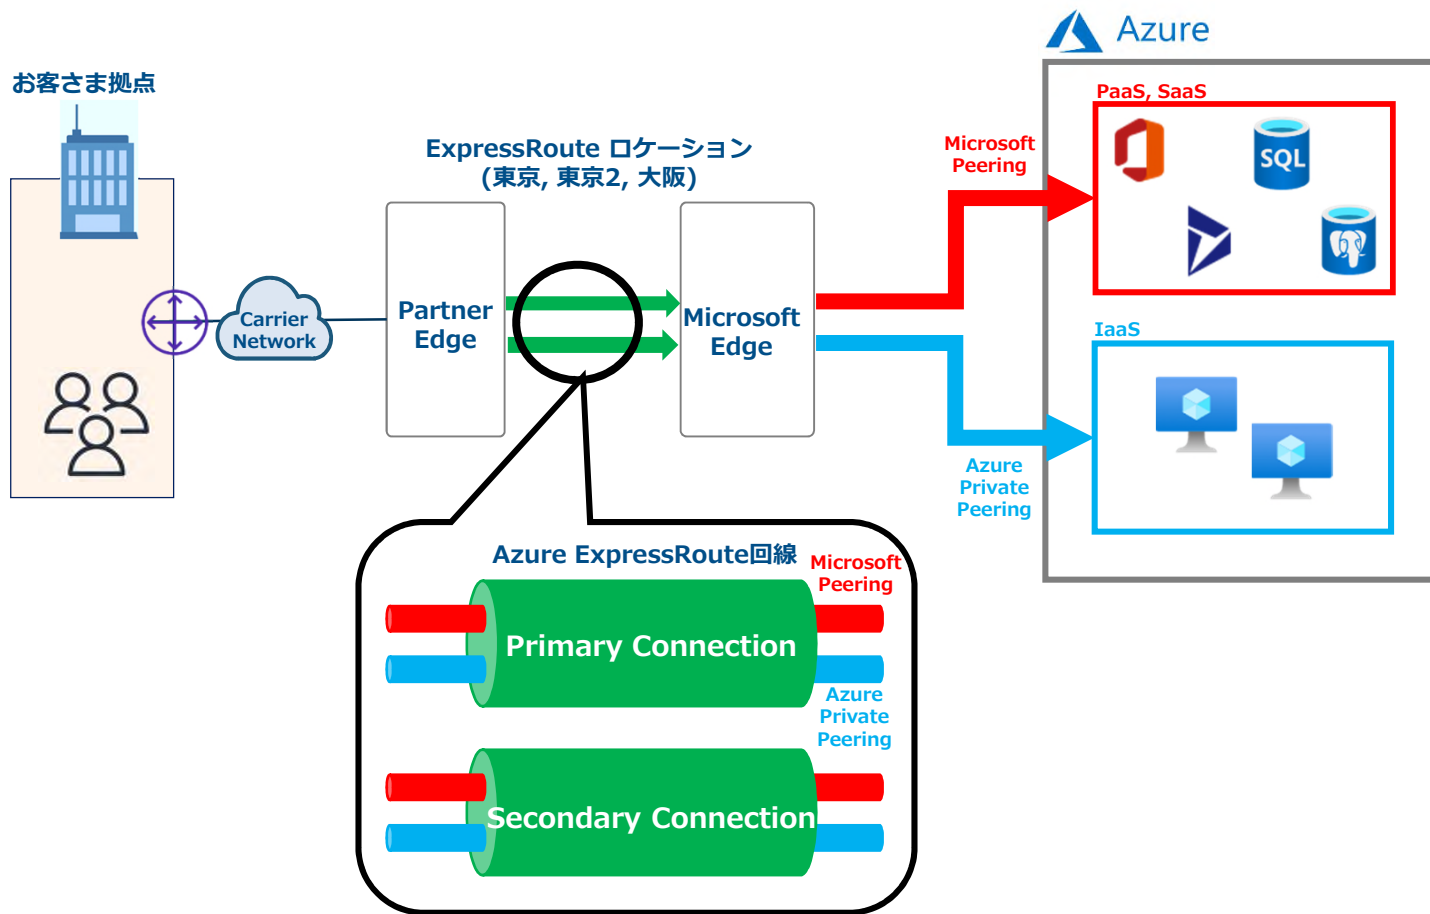 Azure
お客さま拠点
PaaS, SaaS
ExpressRoute ロケーション
(東京, 東京2, 大阪)
Microsoft
Peering
SQL
Carrier
Network
Partner
Edge
Microsoft
Edge
IaaS
Azure
Private
Peering
Azure ExpressRoute回線
Microsoft
Peering
Primary Connection
Azure
Private
Peering
Secondary Connection